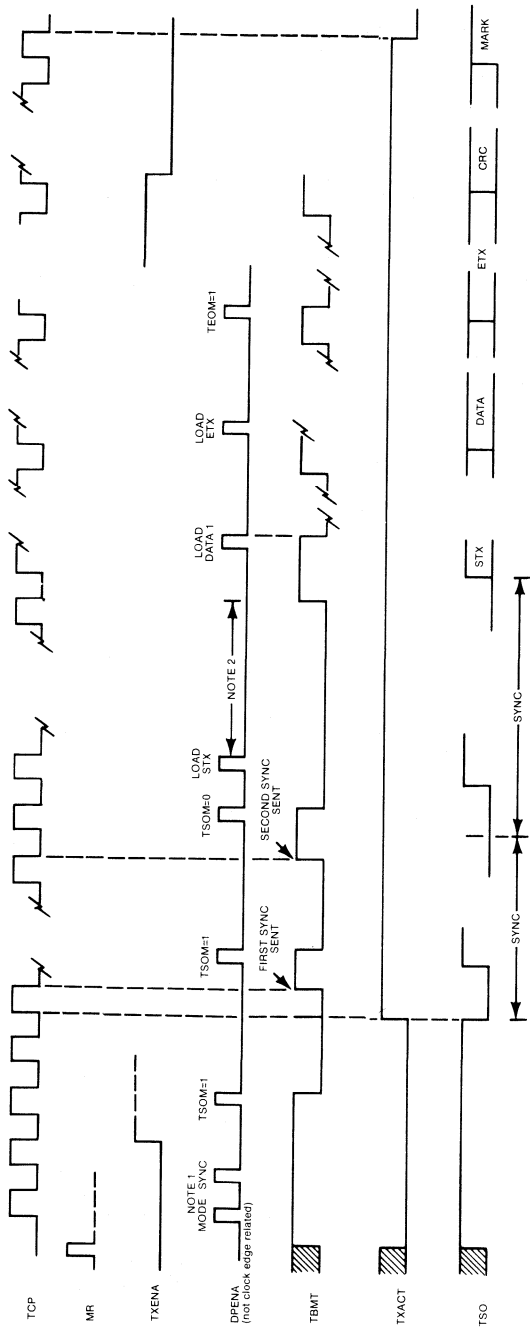 TCP
MR
TXENA
DPENA
(not clock edge related)
NOTE 1
MODE SYNC
TSOM=1
TSOM=1
TSOM=0
LOAD
STX
NOTE 2
LOAD
DATA 1
LOAD
ETX
TEOM=1
TBMT
FIRST SYNC
SENT
SECOND SYNC
SENT
TXACT
TSO
STX
DATA
ETX
CRC
MARK
SYNC
SYNC